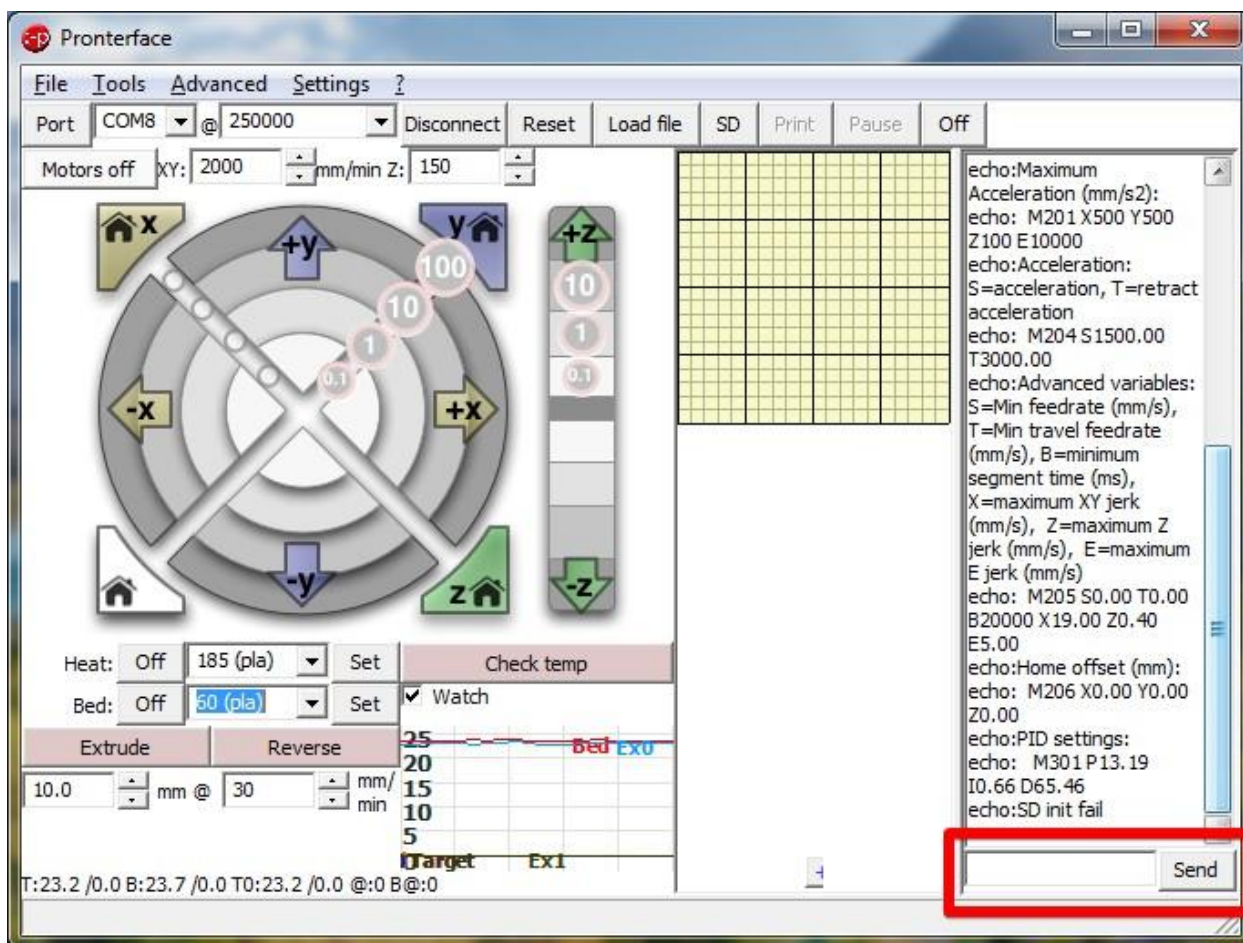 Pronterface
File Tools Advanced Settings ?
Port COM8 @ 250000 Disconnect Reset Load file SD Print Pause Off
Motors off XY: 2000 mm/min Z: 150
x
y
+y
100
10
1
0.1
-x
+x
-y
z
+z
10
1
0.1
-z
Heat: Off 185 (pla) Set Check temp
Bed: Off 60 (pla) Set Watch
Extrude Reverse
10.0 mm @ 30 mm/
min
25 Bed Ex0
20
15
10
5
0Target Ex1
T:23.2 /0.0 B:23.7 /0.0 T0:23.2 /0.0 @:0 B@:0
echo:Maximum
Acceleration (mm/s2):
echo: M201 X500 Y500
Z100 E10000
echo:Acceleration:
S=acceleration, T=retract
acceleration
echo: M204 S1500.00
T3000.00
echo:Advanced variables:
S=Min feedrate (mm/s),
T=Min travel feedrate
(mm/s), B=minimum
segment time (ms),
X=maximum XY jerk
(mm/s), Z=maximum Z
jerk (mm/s), E=maximum
E jerk (mm/s)
echo: M205 S0.00 T0.00
B20000 X19.00 Z0.40
E5.00
echo:Home offset (mm):
echo: M206 X0.00 Y0.00
Z0.00
echo:PID settings:
echo: M301 P13.19
I0.66 D65.46
echo:SD init fail
Send